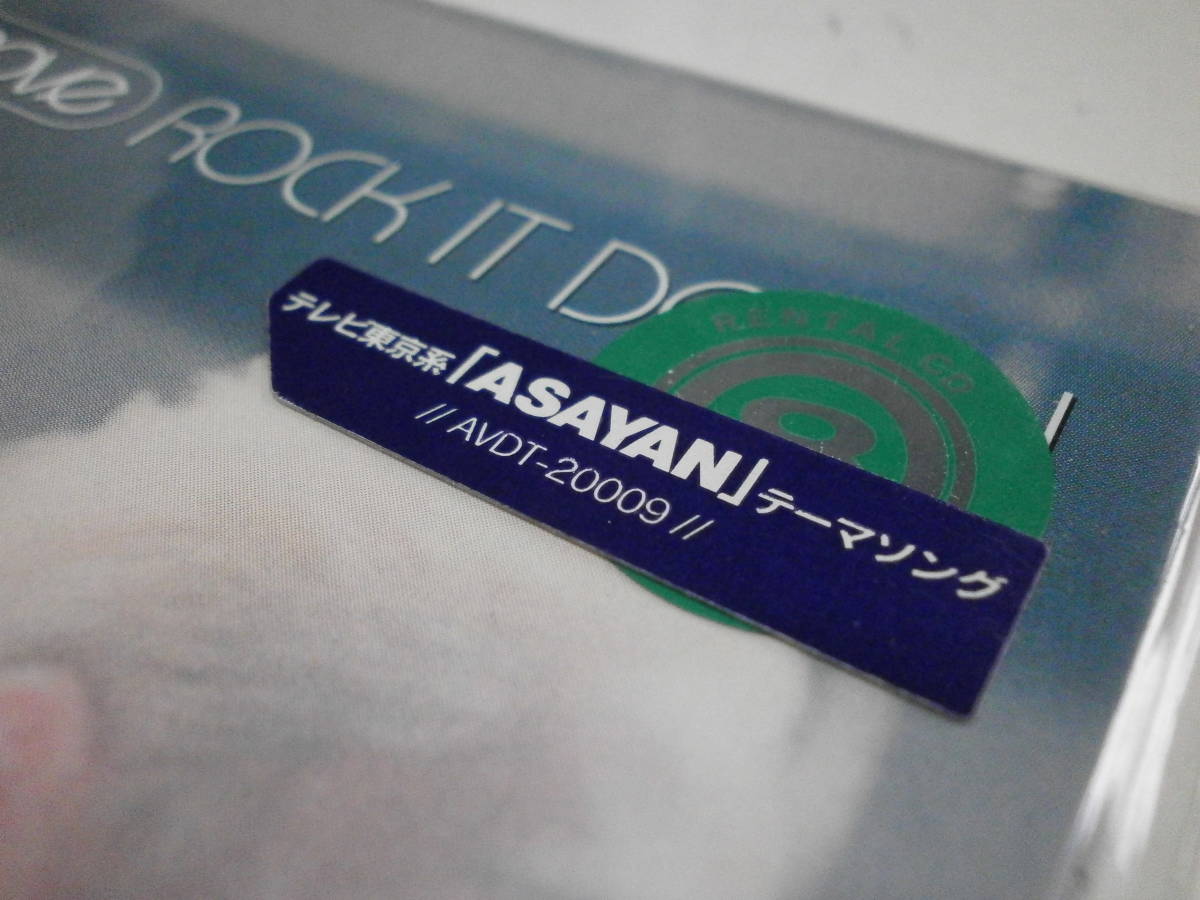 ROCK IT
テレビ東京系「ASAYAN」テーマソング
// AVDT-20009 //
RENTAL CD